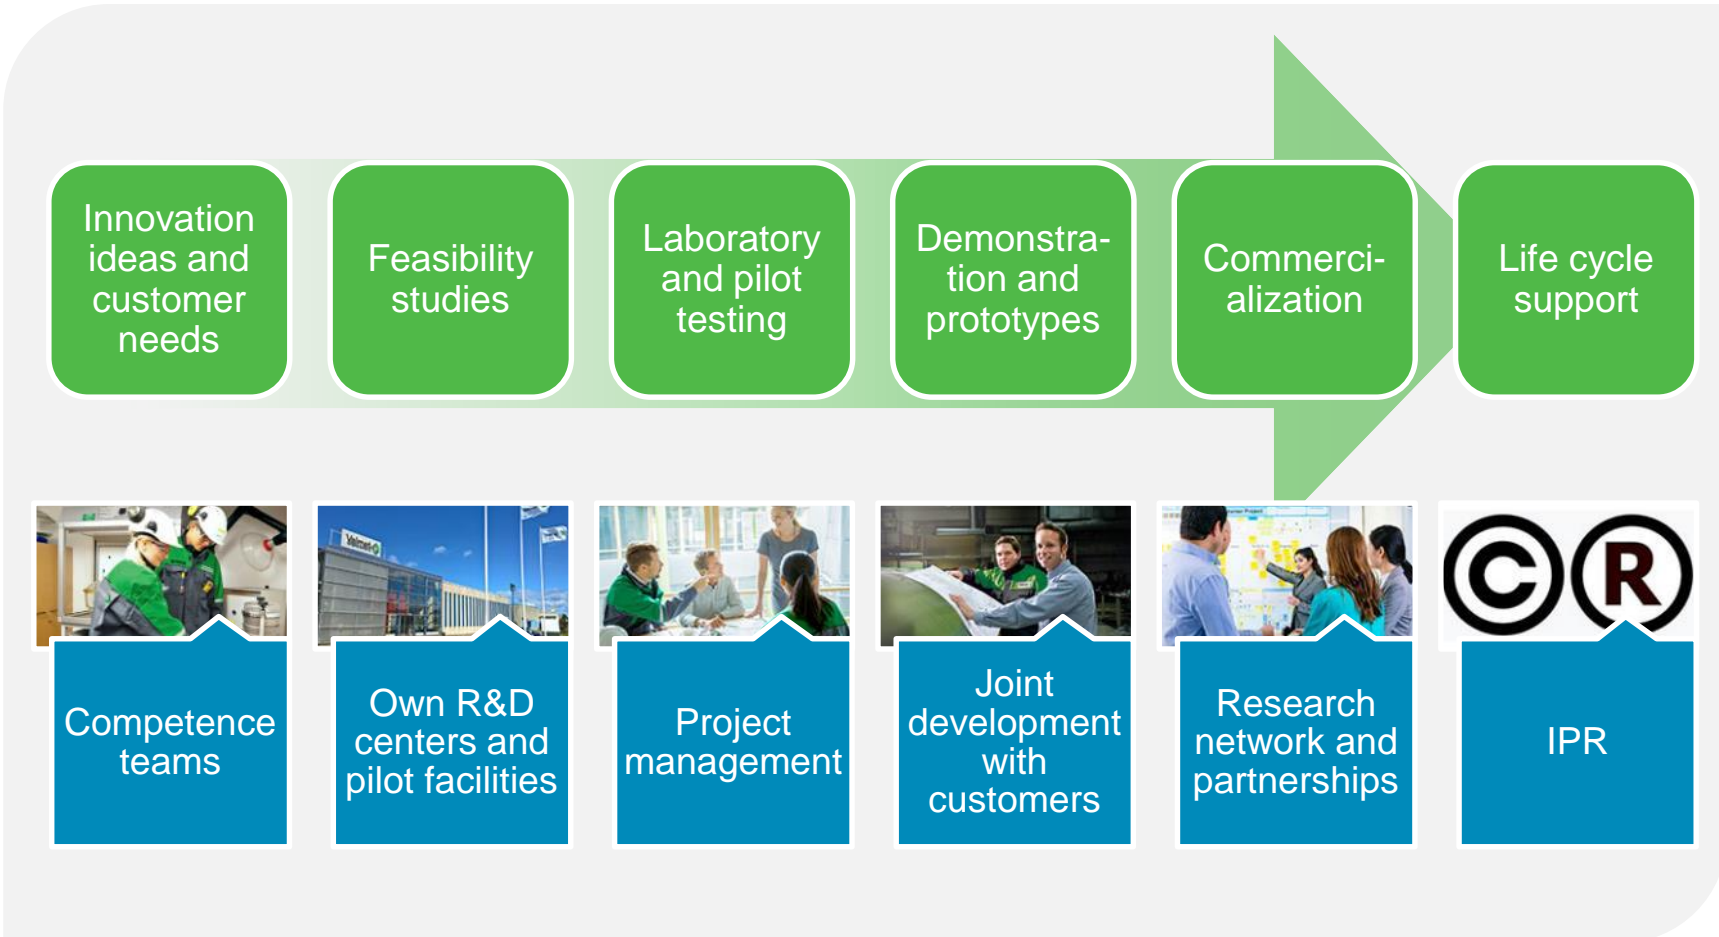 Innovation
ideas and
customer
needs
Feasibility
studies
Laboratory
and pilot
testing
Demonstra-
tion and
prototypes
Commerci-
alization
Life cycle
support
Valmet
C R
Competence
teams
Own R&D
centers and
pilot facilities
Project
management
Joint
development
with
customers
Research
network and
partnerships
IPR